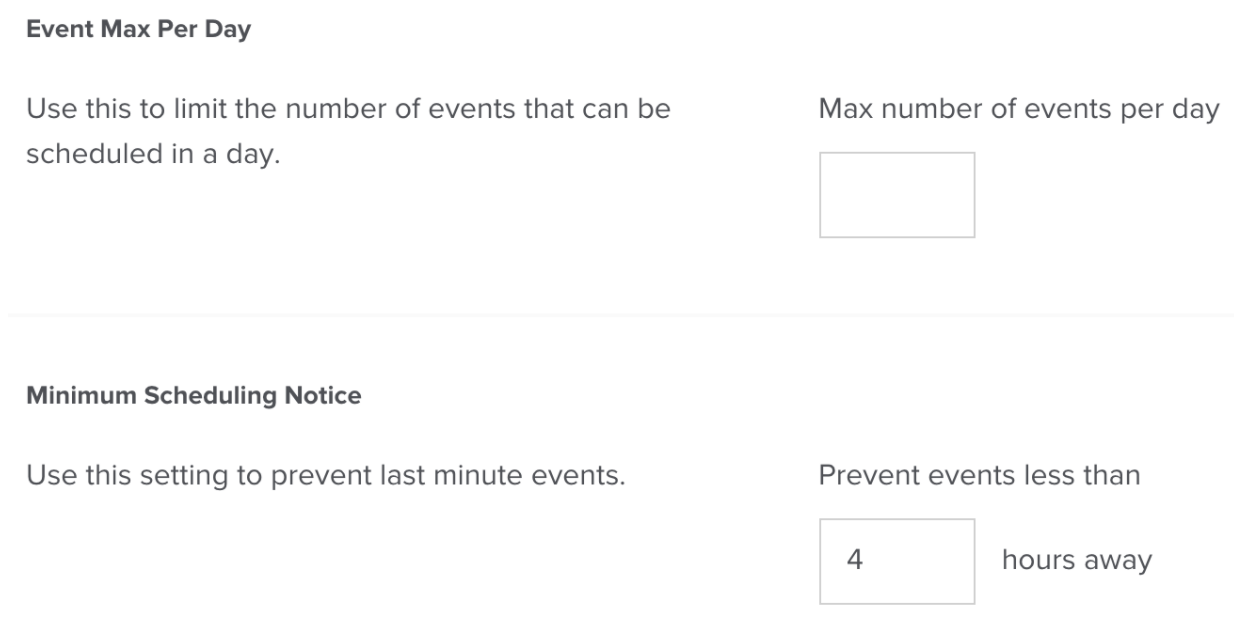 Event Max Per Day
Use this to limit the number of events that can be
scheduled in a day.
Max number of events per day
Minimum Scheduling Notice
Use this setting to prevent last minute events.
Prevent events less than
4 hours away